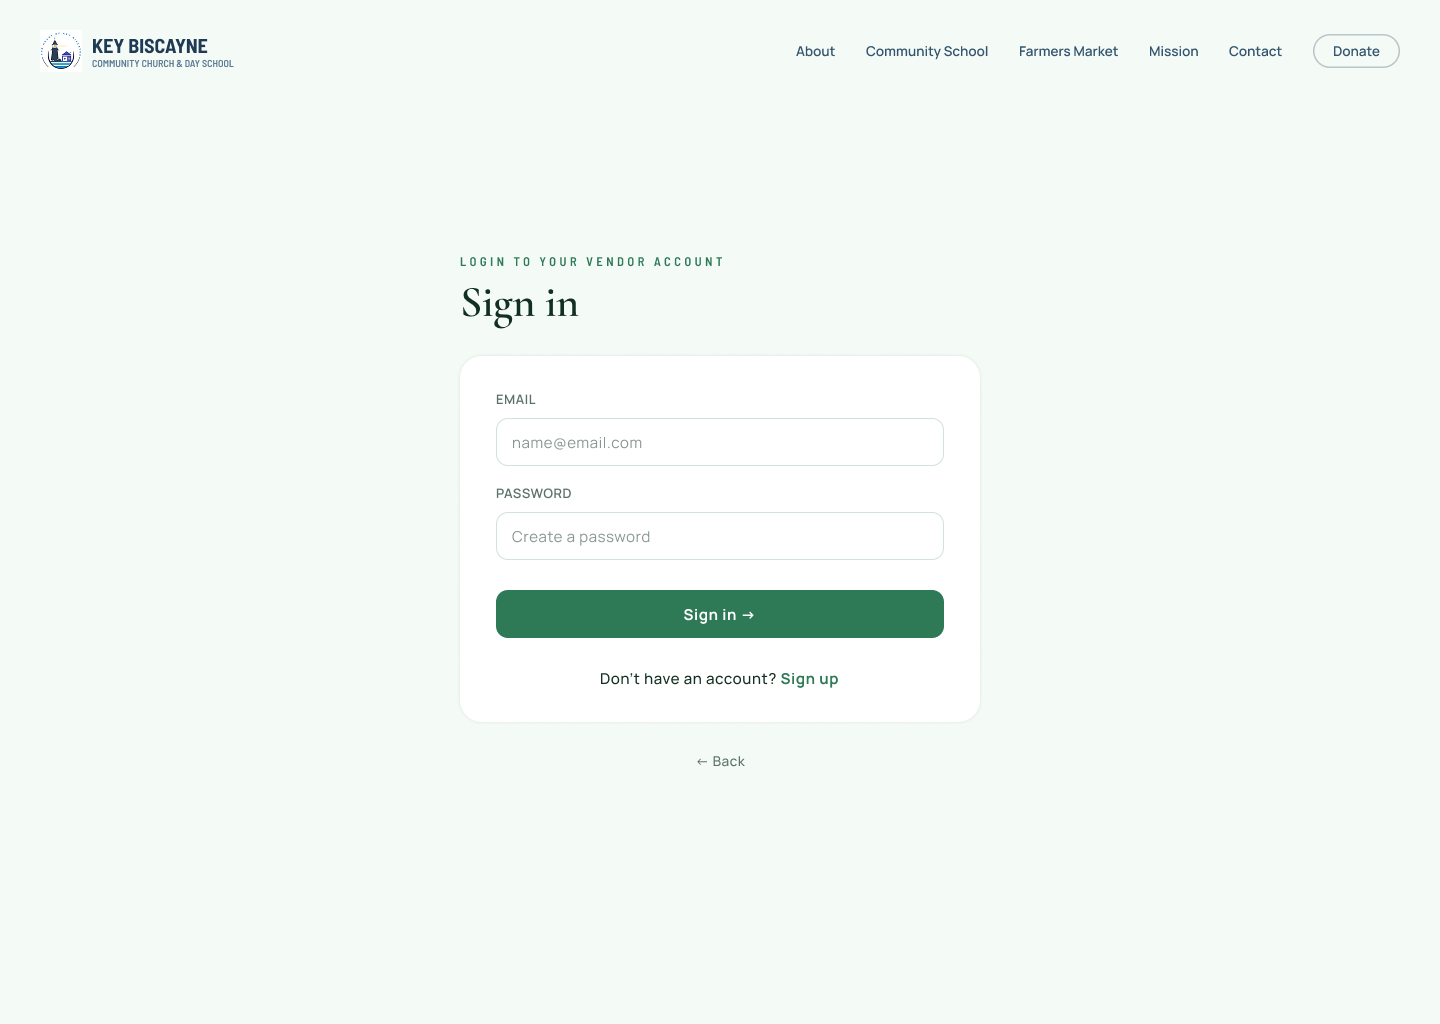 KEY BISCAYNE
COMMUNITY CHURCH & DAY SCHOOL
About Community School Farmers Market Mission Contact Donate
LOGIN TO YOUR VENDOR ACCOUNT
Sign in
EMAIL
name@email.com
PASSWORD
Create a password
Sign in →
Don't have an account? Sign up
← Back